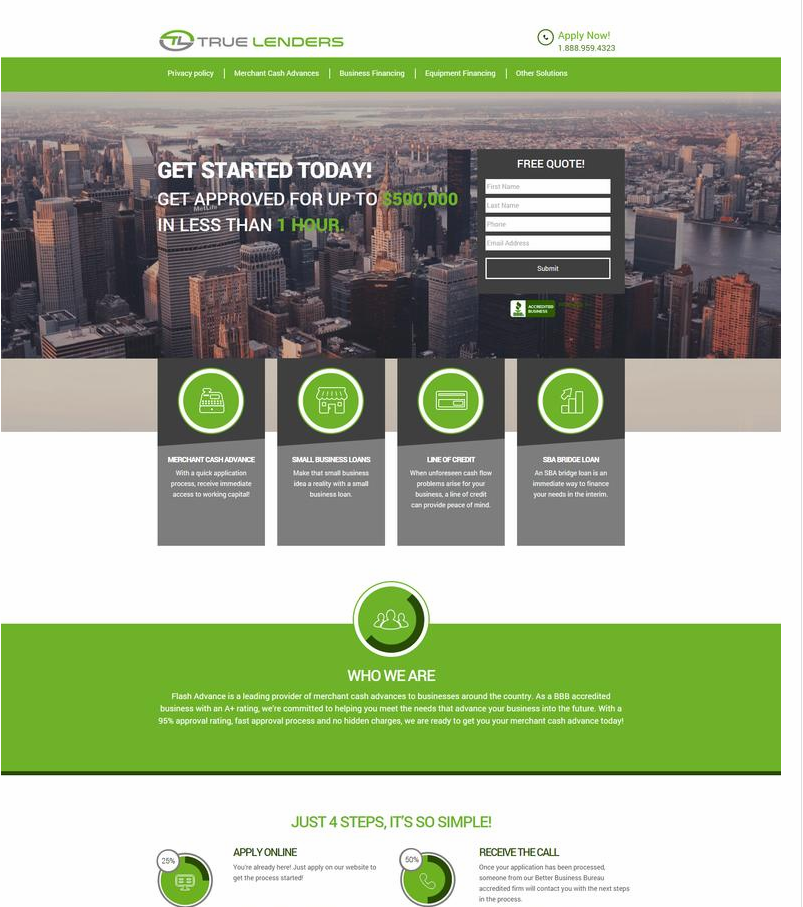 TL TRUE LENDERS
Apply Now!
1.888.959.4323
Privacy policy
Merchant Cash Advances
Business Financing
Equipment Financing
Other Solutions
GET STARTED TODAY!
GET APPROVED FOR UP TO $500,000
IN LESS THAN 1 HOUR.
MetLife
FREE QUOTE!
First Name
Last Name
Phone
Email Address
Submit
ACCREDITED
BUSINESS
MERCHANT CASH ADVANCE
With a quick application
process, receive immediate
access to working capital!
SMALL BUSINESS LOANS
Make that small business
idea a reality with a small
business loan.
LINE OF CREDIT
When unforeseen cash flow
problems arise for your
business, a line of credit
can provide peace of mind.
SBA BRIDGE LOAN
An SBA bridge loan is an
immediate way to finance
your needs in the interim.
WHO WE ARE
Flash Advance is a leading provider of merchant cash advances to businesses around the country. As a BBB accredited
business with an A+ rating, we're committed to helping you meet the needs that advance your business into the future. With a
95% approval rating, fast approval process and no hidden charges, we are ready to get you your merchant cash advance today!
JUST 4 STEPS, IT'S SO SIMPLE!
25%
APPLY ONLINE
You're already here! Just apply on our website to
get the process started!
50%
RECEIVE THE CALL
Once your application has been processed,
someone from our Better Business Bureau
accredited firm will contact you with the next steps
in the process.